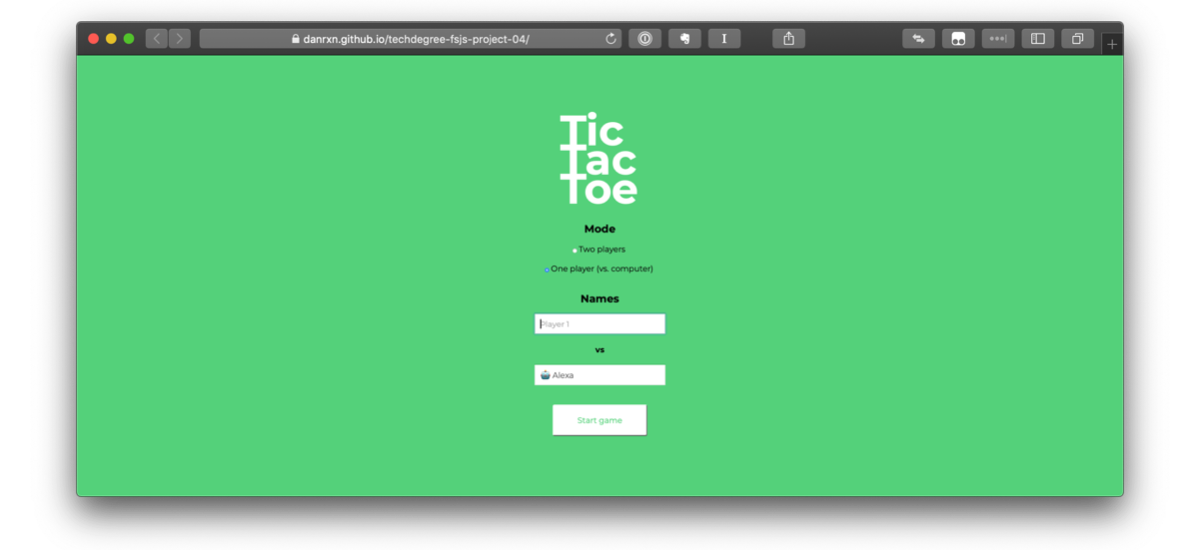 danrxn.github.io/techdegree-fsjs-project-04/
Tic
Tac
Toe
Mode
Two players
One player (vs. computer)
Names
Player 1
vs
Alexa
Start game